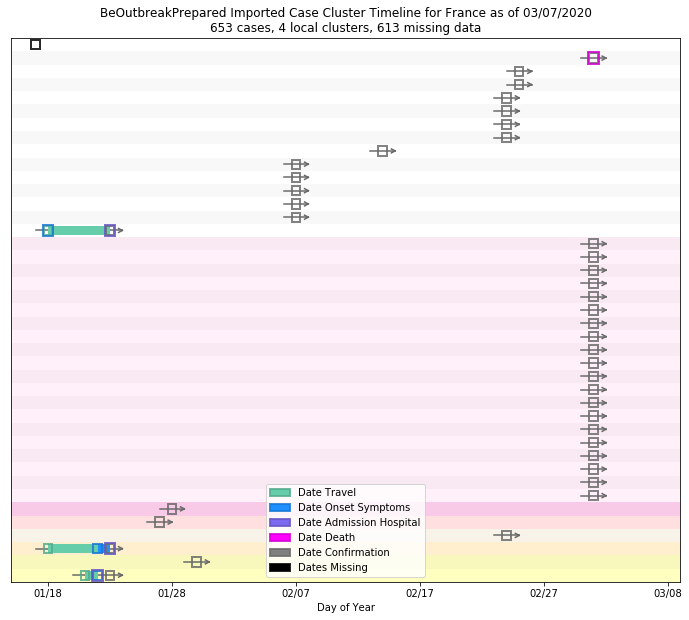 BeOutbreakPrepared Imported Case Cluster Timeline for France as of 03/07/2020
653 cases, 4 local clusters, 613 missing data
Date Travel
Date Onset Symptoms
Date Admission Hospital
Date Death
Date Confirmation
Dates Missing
01/18 01/28 02/07 02/17 02/27 03/08
Day of Year